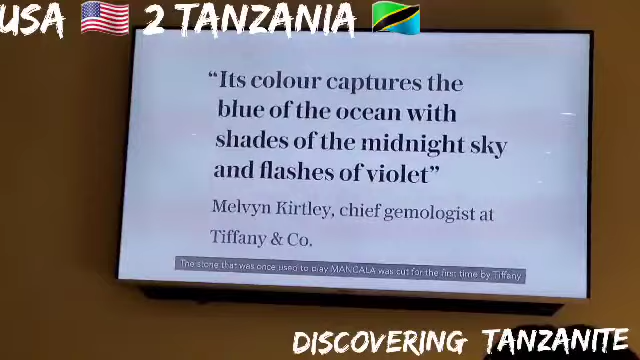 USA 🇺🇸 2 TANZANIA 🇹🇿
“Its colour captures the
blue of the ocean with
shades of the midnight sky
and flashes of violet”
Melvyn Kirtley, chief gemologist at
Tiffany & Co.
The stone that was once used to play MANCALA was cut for the first time by Tiffany
DISCOVERING TANZANITE